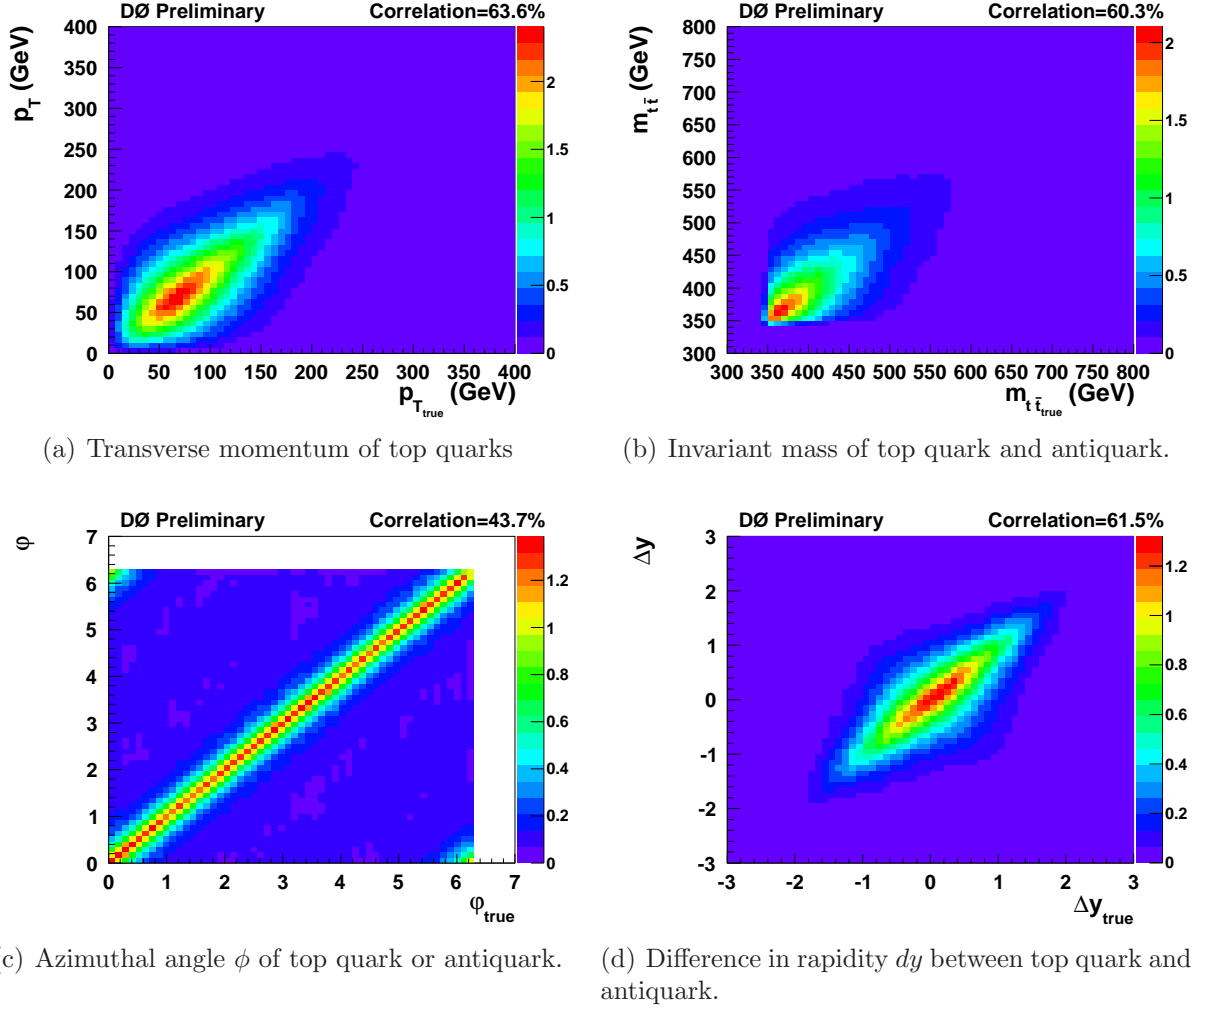 DØ Preliminary Correlation=63.6%
p_T (GeV)
400
350
300
250
200
150
100
50
0
0 50 100 150 200 250 300 350 400
p_T_true (GeV)
2
1.5
1
0.5
0
(a) Transverse momentum of top quarks
DØ Preliminary Correlation=60.3%
m_t t̄ (GeV)
800
750
700
650
600
550
500
450
400
350
300
300 350 400 450 500 550 600 650 700 750 800
m_t t̄_true (GeV)
2
1.5
1
0.5
0
(b) Invariant mass of top quark and antiquark.
DØ Preliminary Correlation=43.7%
φ
7
6
5
4
3
2
1
0
0 1 2 3 4 5 6 7
φ_true
1.2
1
0.8
0.6
0.4
0.2
0
c) Azimuthal angle ϕ of top quark or antiquark.
DØ Preliminary Correlation=61.5%
Δy
3
2
1
0
-1
-2
-3
-3 -2 -1 0 1 2 3
Δy_true
1.2
1
0.8
0.6
0.4
0.2
0
(d) Difference in rapidity dy between top quark and
antiquark.